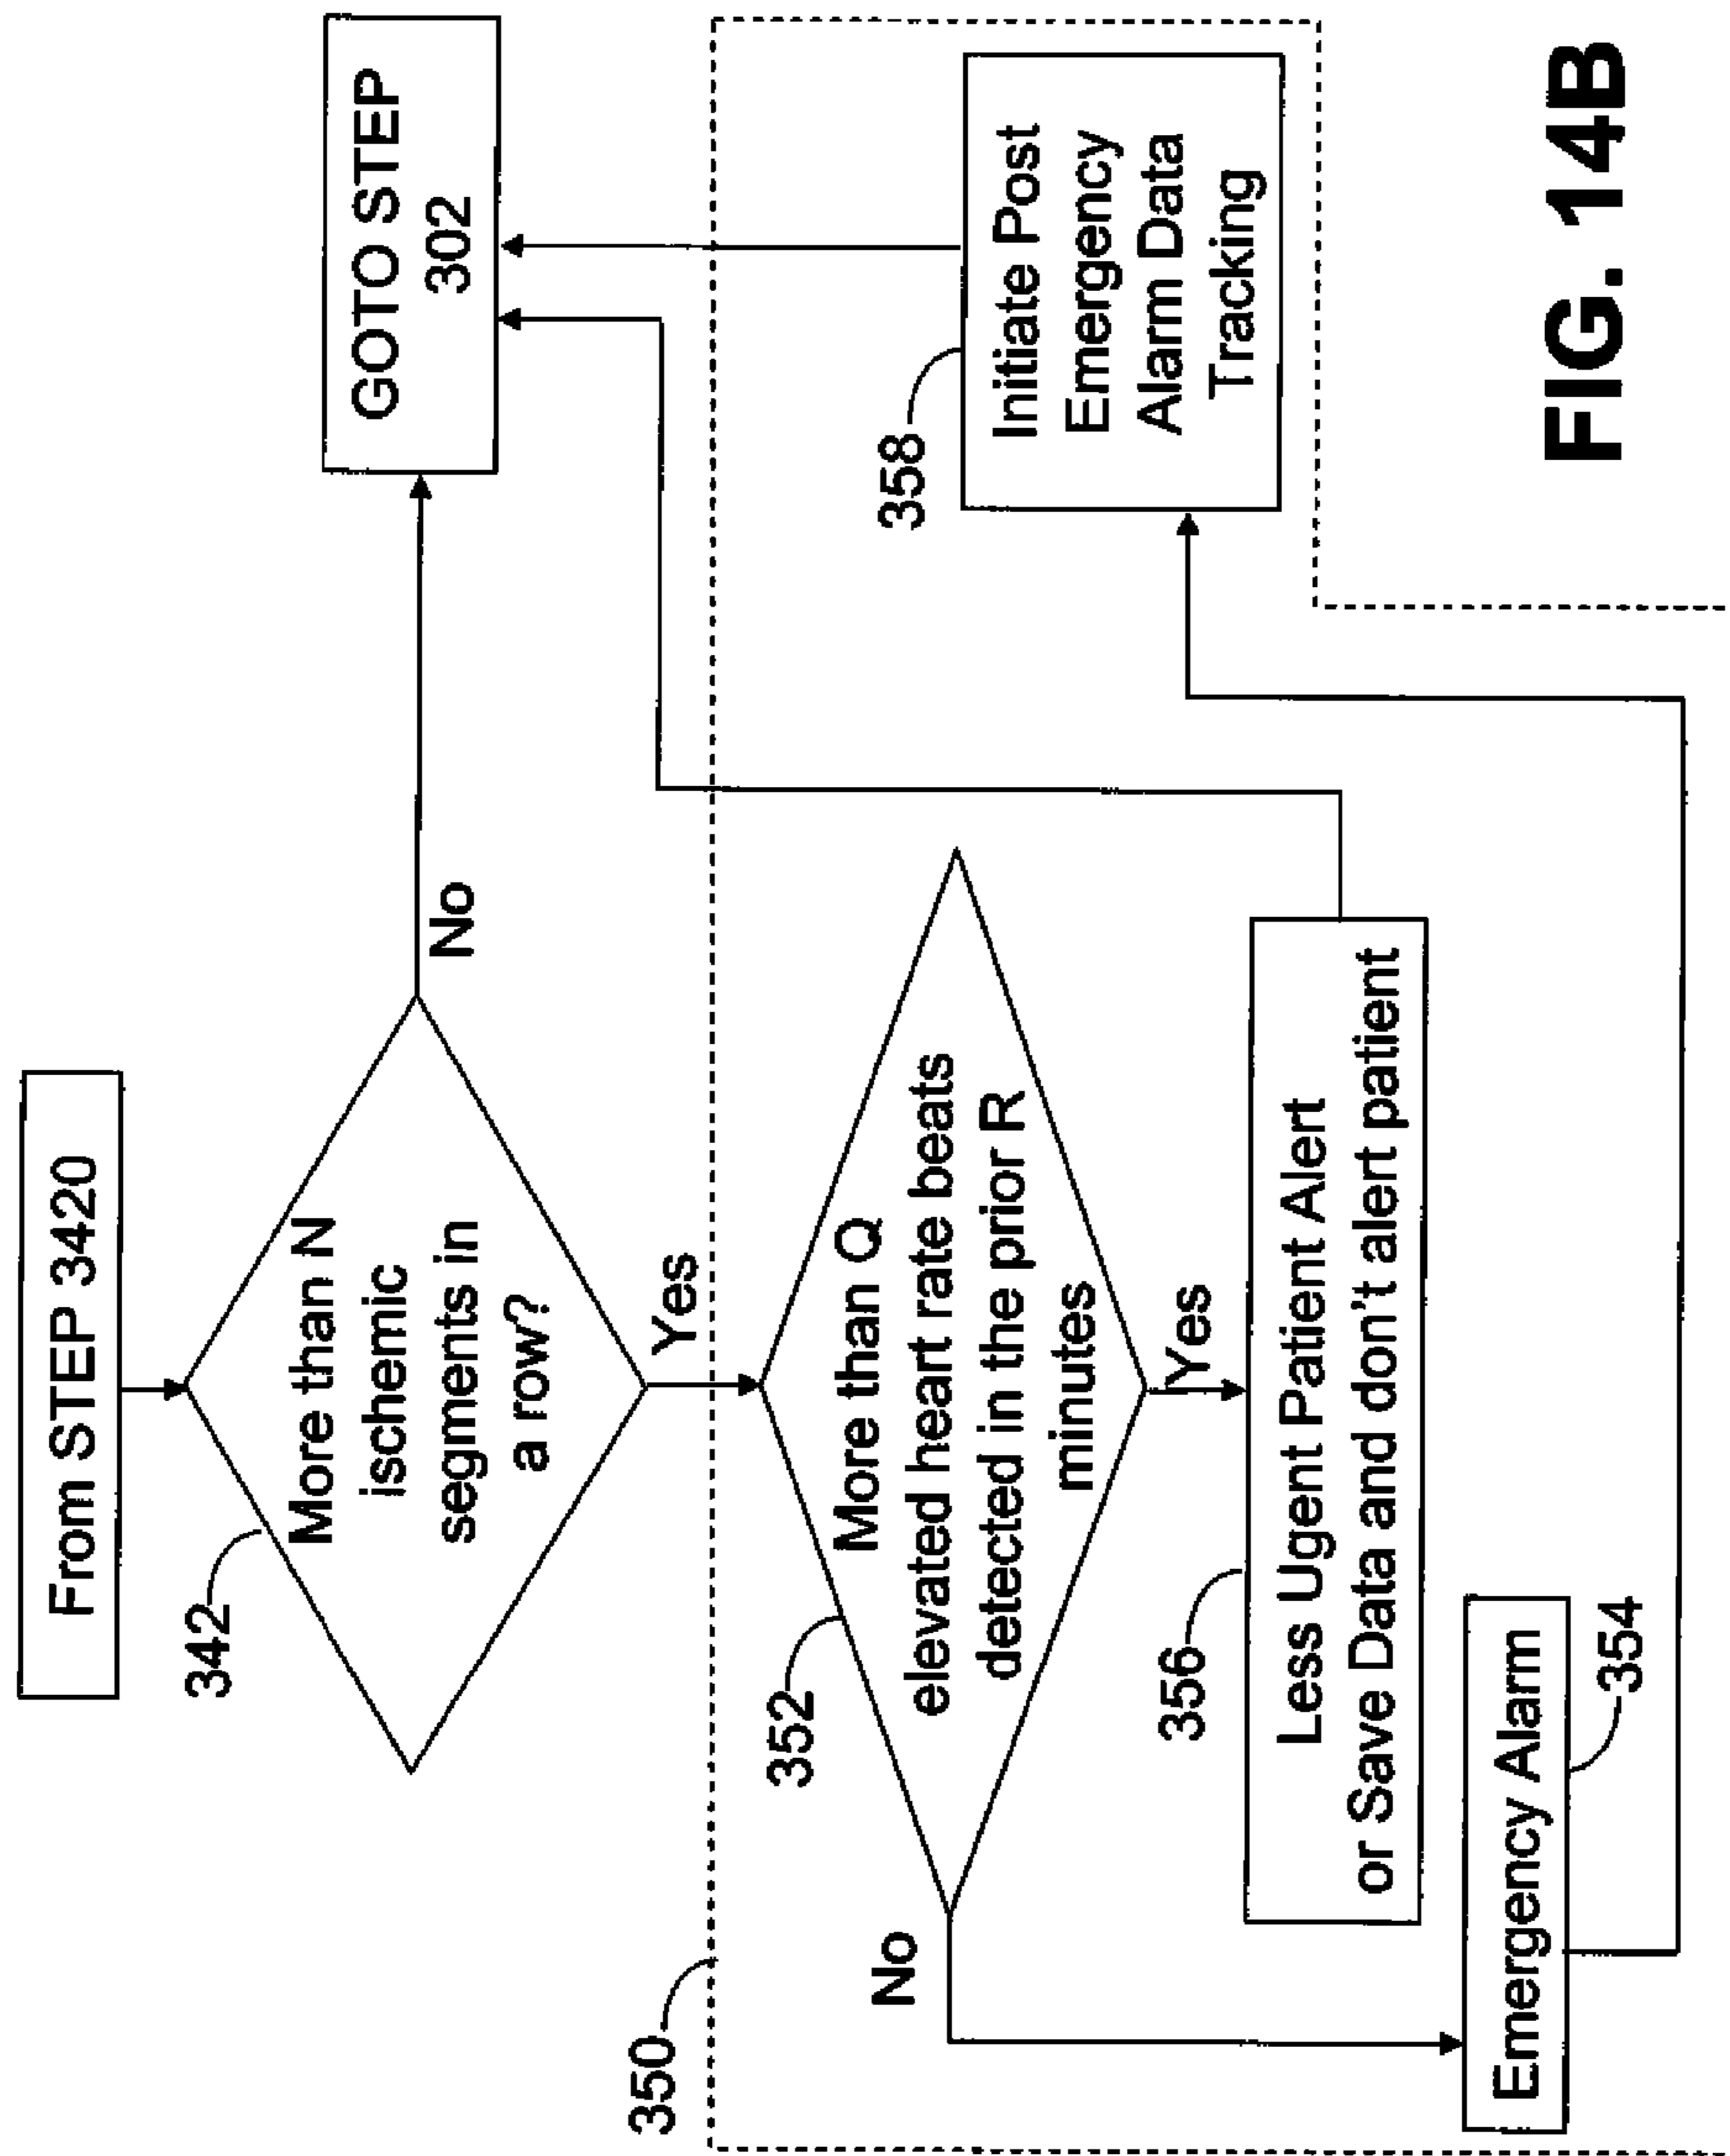 From STEP 3420
342
More than N
ischemic
segments in
a row?
No
GOTO STEP
302
Yes
350
352
More than Q
elevated heart rate beats
detected in the prior R
minutes
No
Yes
356
Less Ugent Patient Alert
or Save Data and don't alert patient
358
Initiate Post
Emergency
Alarm Data
Tracking
Emergency Alarm
354
FIG. 14B